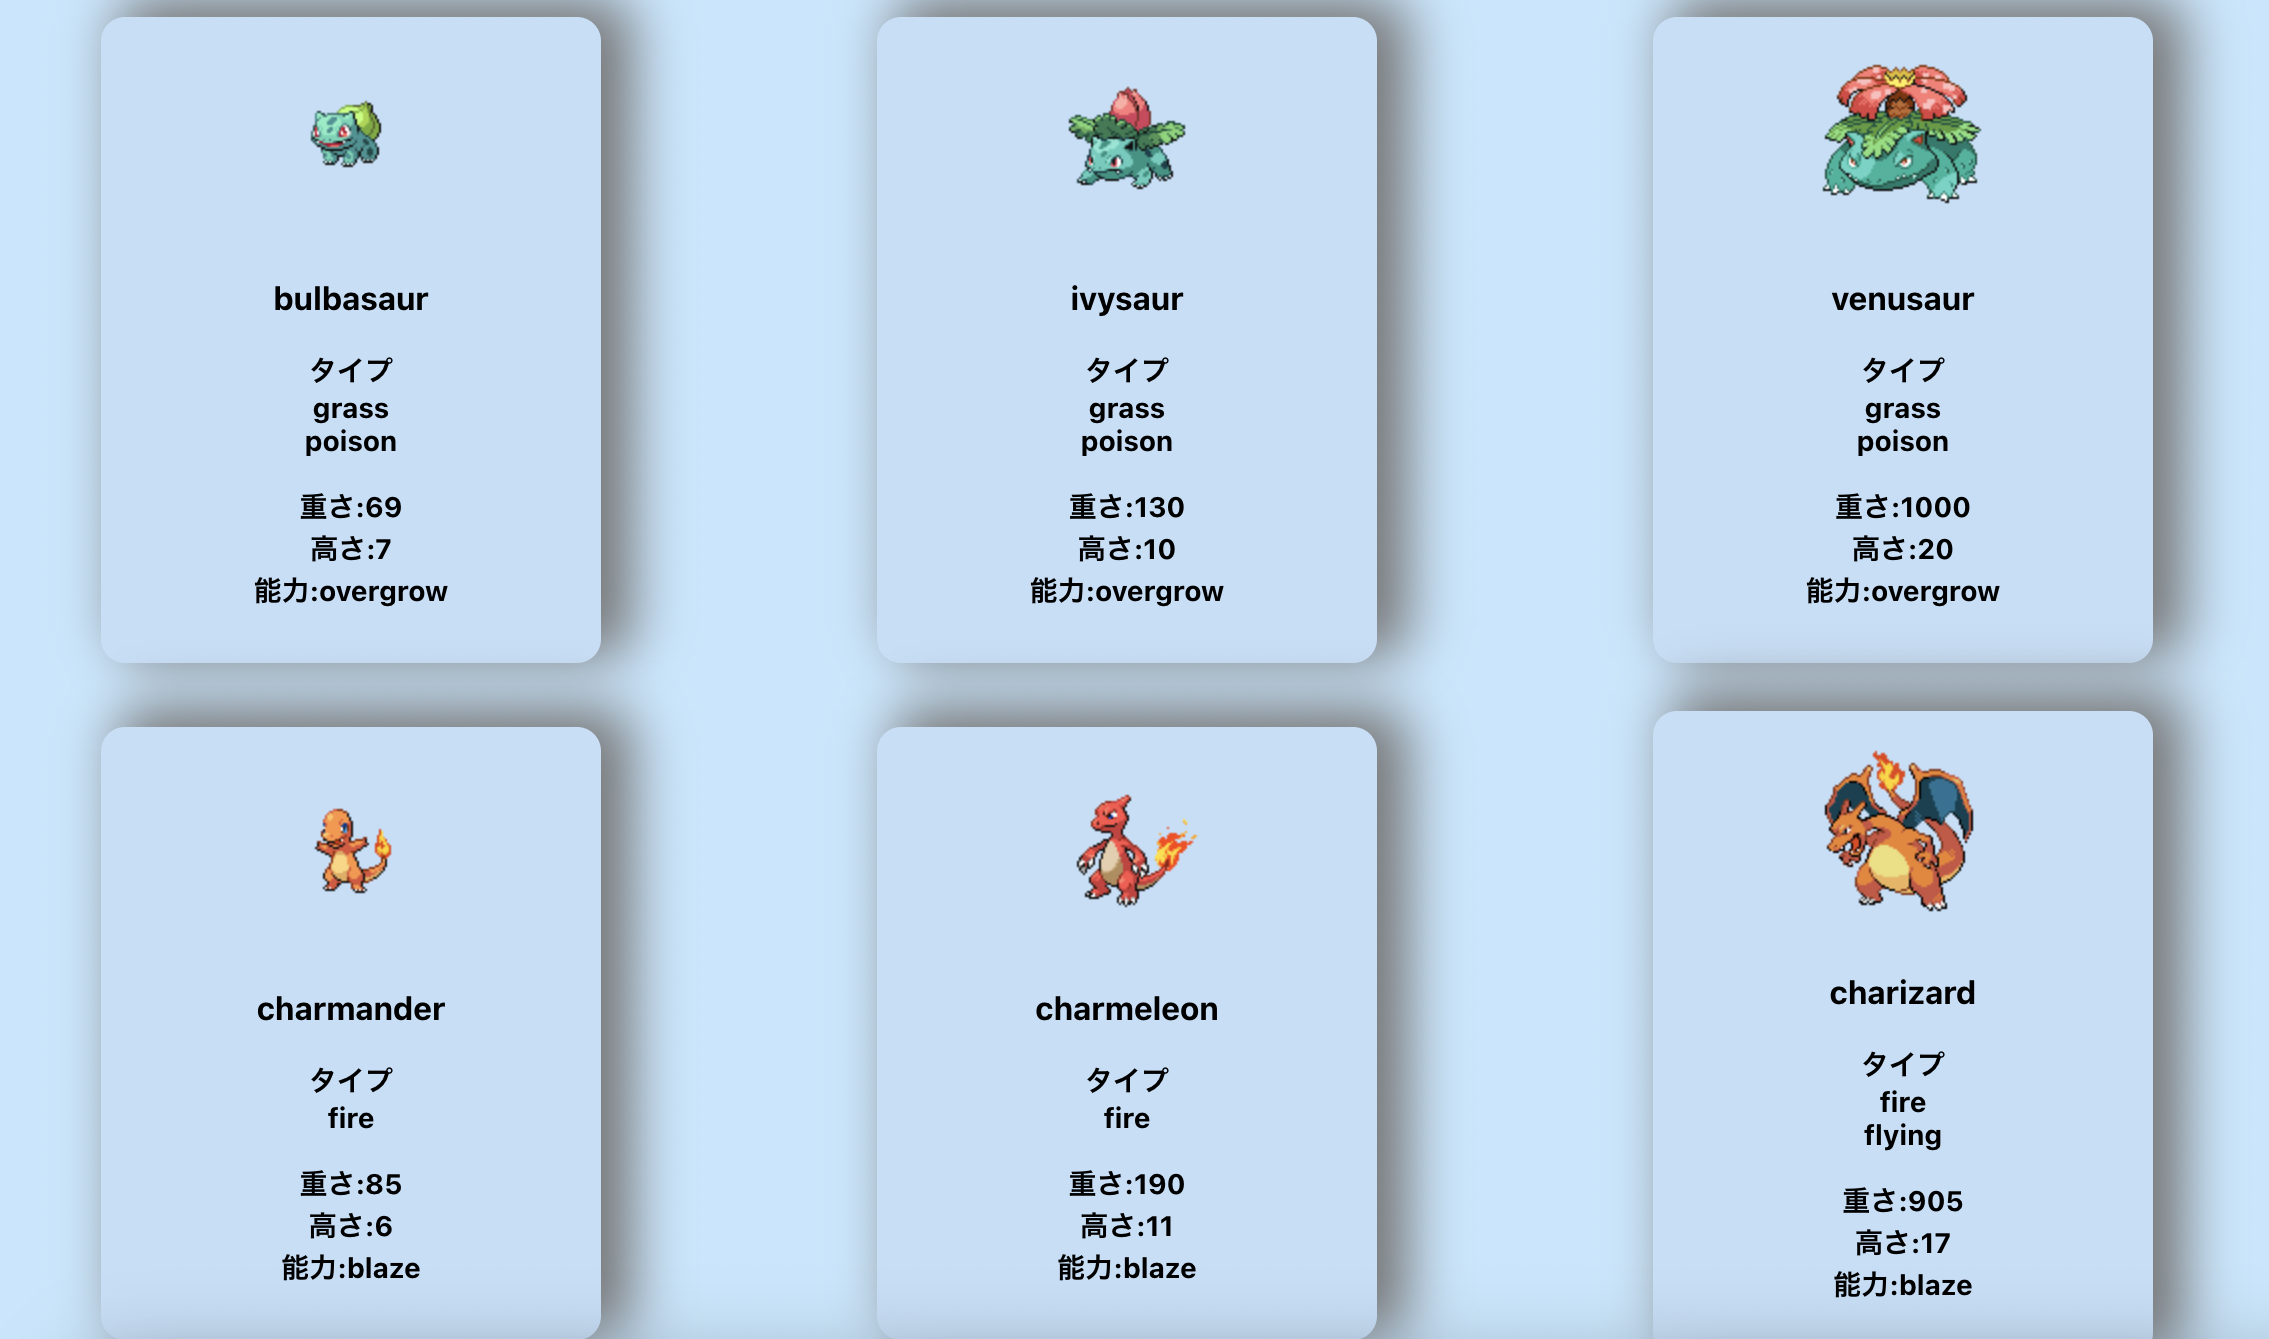 bulbasaur
タイプ
grass
poison
重さ:69
高さ:7
能力:overgrow
ivysaur
タイプ
grass
poison
重さ:130
高さ:10
能力:overgrow
venusaur
タイプ
grass
poison
重さ:1000
高さ:20
能力:overgrow
charmander
タイプ
fire
重さ:85
高さ:6
能力:blaze
charmeleon
タイプ
fire
重さ:190
高さ:11
能力:blaze
charizard
タイプ
fire
flying
重さ:905
高さ:17
能力:blaze